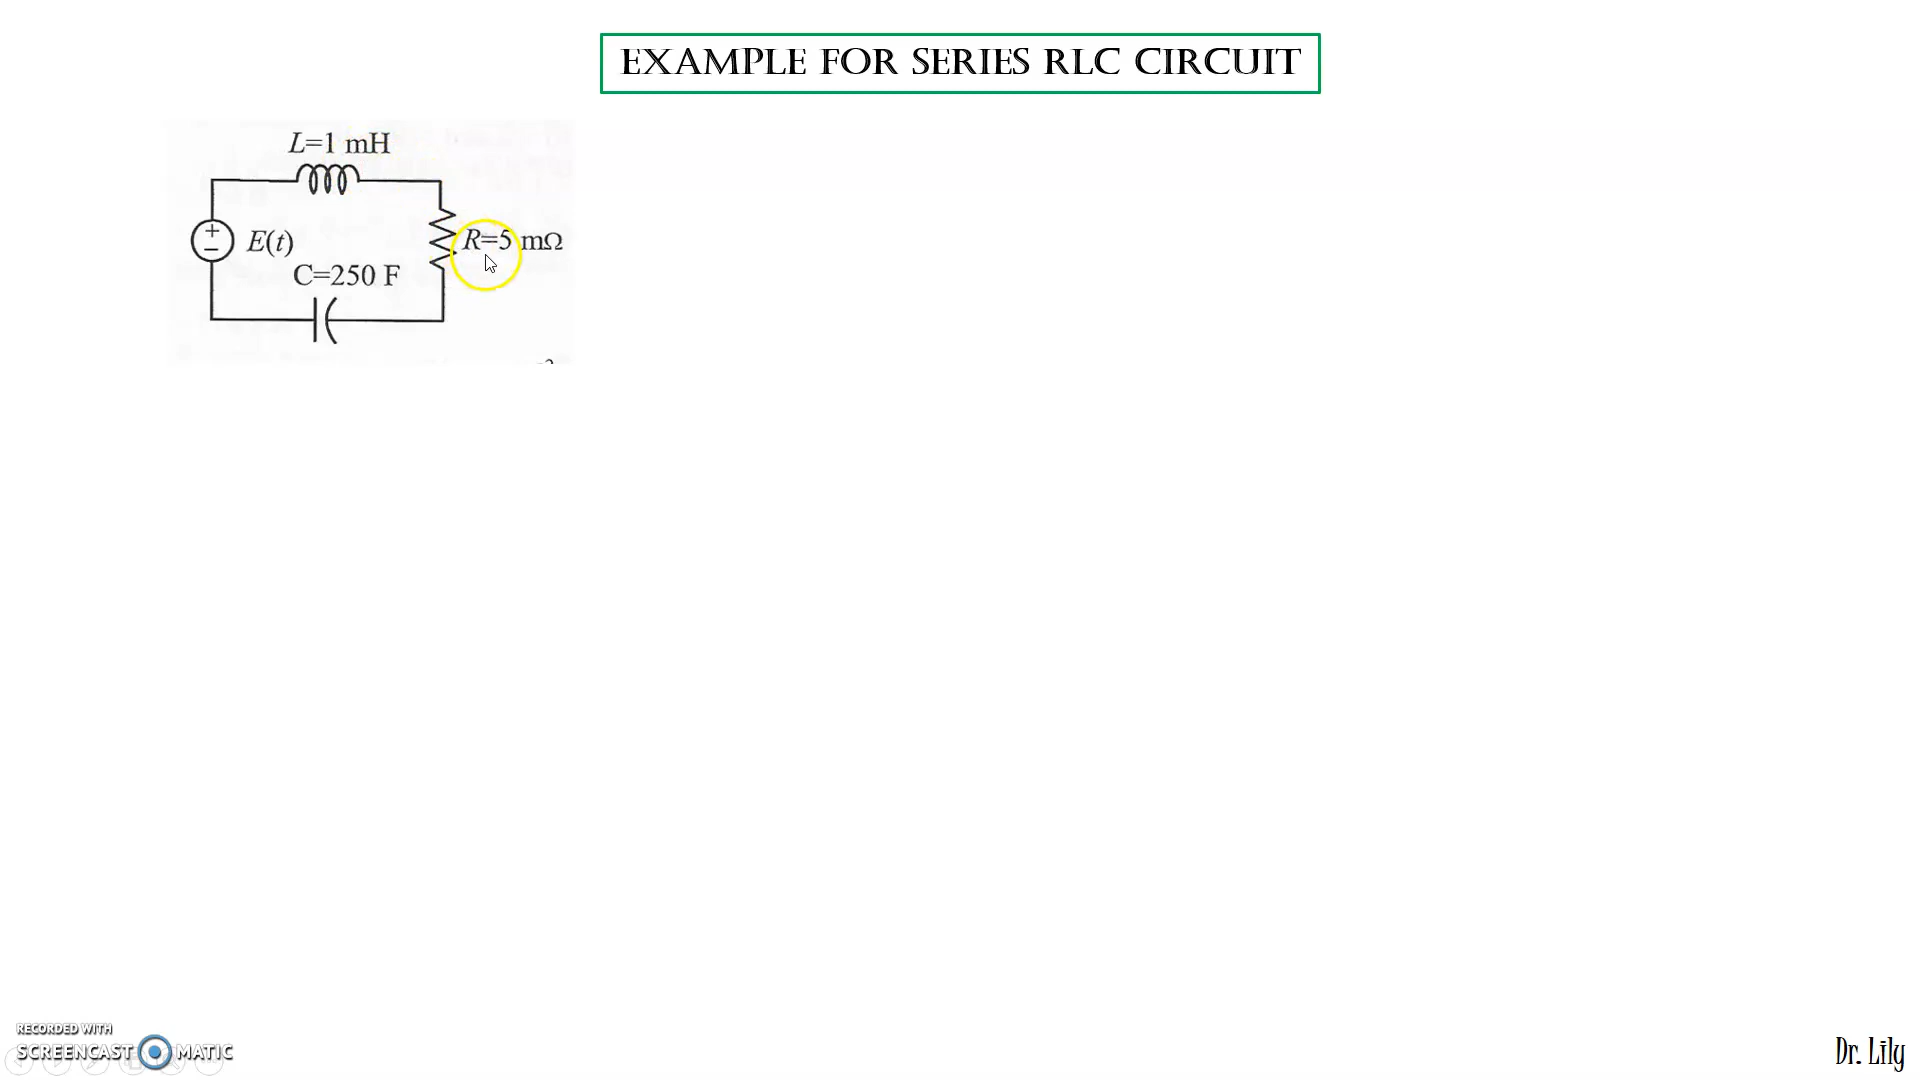 EXAMPLE FOR SERIES RLC CIRCUIT
L=1 mH
+
−
E(t)
R=5 mΩ
C=250 F
RECORDED WITH
SCREENCAST MATIC
Dr. Lily